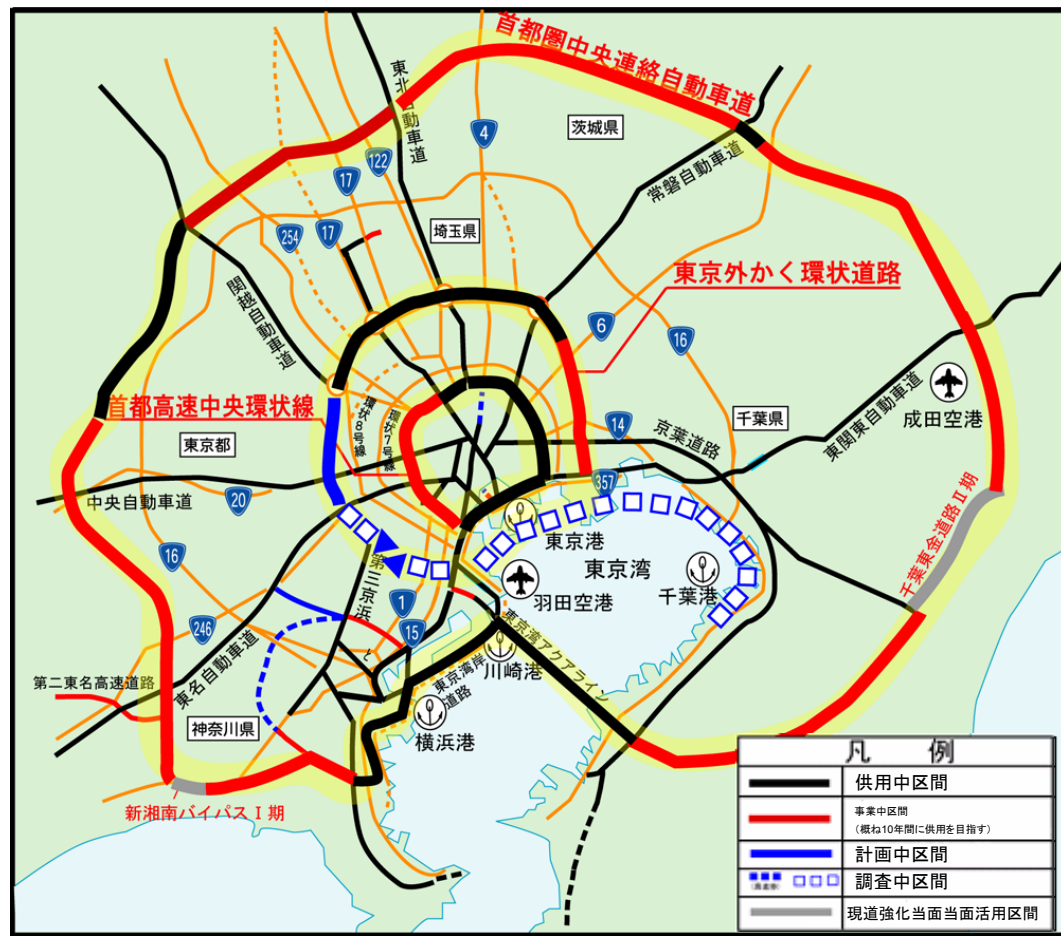 首都圏中央連絡自動車道
東北自動車道
4
茨城県
122
17
常磐自動車道
254
17
埼玉県
関越自動車道
東京外かく環状道路
6
16
首都高速中央環状線
環状8号線
環状7号線
東京都
千葉県
成田空港
14
京葉道路
東関東自動車道
中央自動車道
20
357
千葉東金道路Ⅱ期
東京港
東京湾
16
第三京浜
羽田空港
千葉港
1
246
15
東名自動車道
東京湾アクアライン
川崎港
第二東名高速道路
と
東京湾岸
道路
神奈川県
横浜港
新湘南バイパスⅠ期
凡 例
供用中区間
事業中区間
(概ね10年間に供用を目指す)
計画中区間
調査中区間
現道強化当面当面活用区間